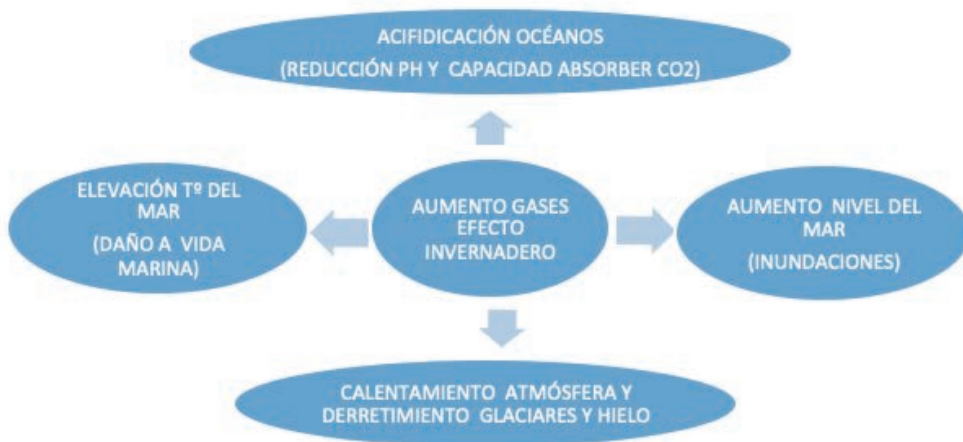 ACIFIDICACIÓN OCÉANOS
(REDUCCIÓN PH Y CAPACIDAD ABSORBER CO2)
ELEVACIÓN Tº DEL
MAR
(DAÑO A VIDA
MARINA)
AUMENTO GASES
EFECTO
INVERNADERO
AUMENTO NIVEL DEL
MAR
(INUNDACIONES)
CALENTAMIENTO ATMÓSFERA Y
DERRETIMIENTO GLACIARES Y HIELO